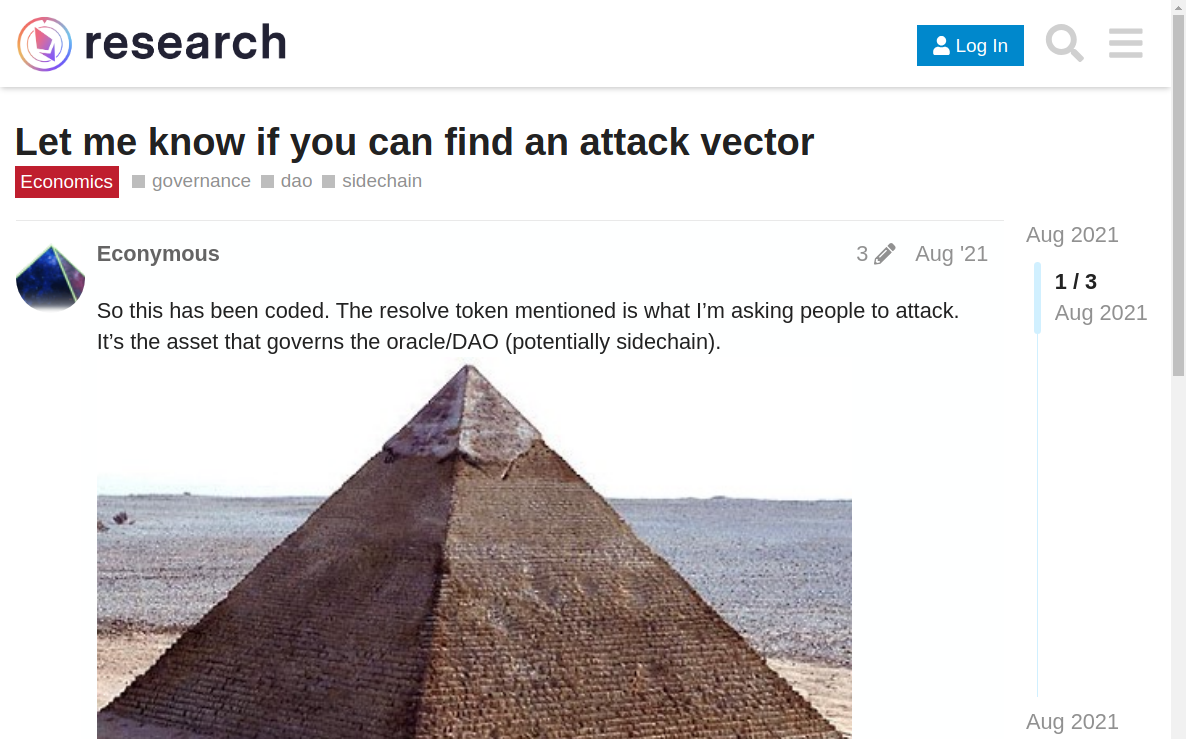 research
Log In
Let me know if you can find an attack vector
Economics governance dao sidechain
Econymous 3 Aug '21
So this has been coded. The resolve token mentioned is what I’m asking people to attack.
It’s the asset that governs the oracle/DAO (potentially sidechain).
Aug 2021
1 / 3
Aug 2021
Aug 2021